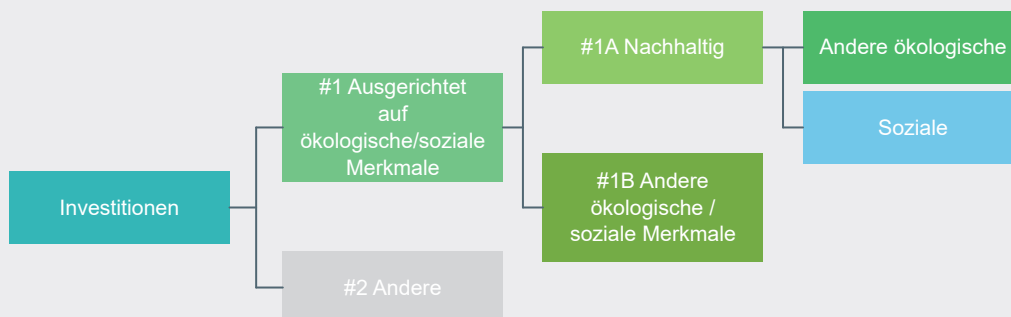 #1A Nachhaltig
Andere ökologische
#1 Ausgerichtet
auf
ökologische/soziale
Merkmale
Soziale
#1B Andere
ökologische /
soziale Merkmale
Investitionen
#2 Andere